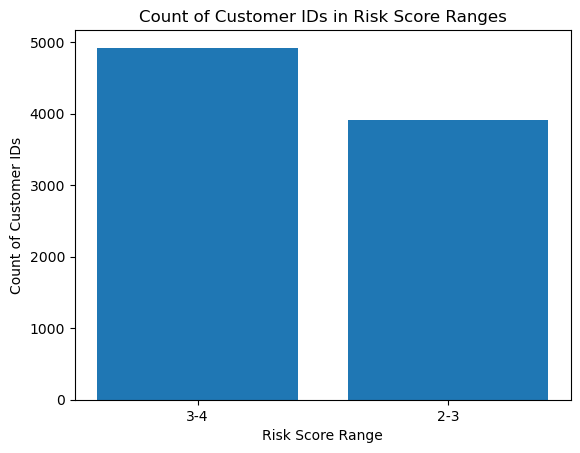 Count of Customer IDs in Risk Score Ranges
Count of Customer IDs
5000
4000
3000
2000
1000
0
3-4
2-3
Risk Score Range